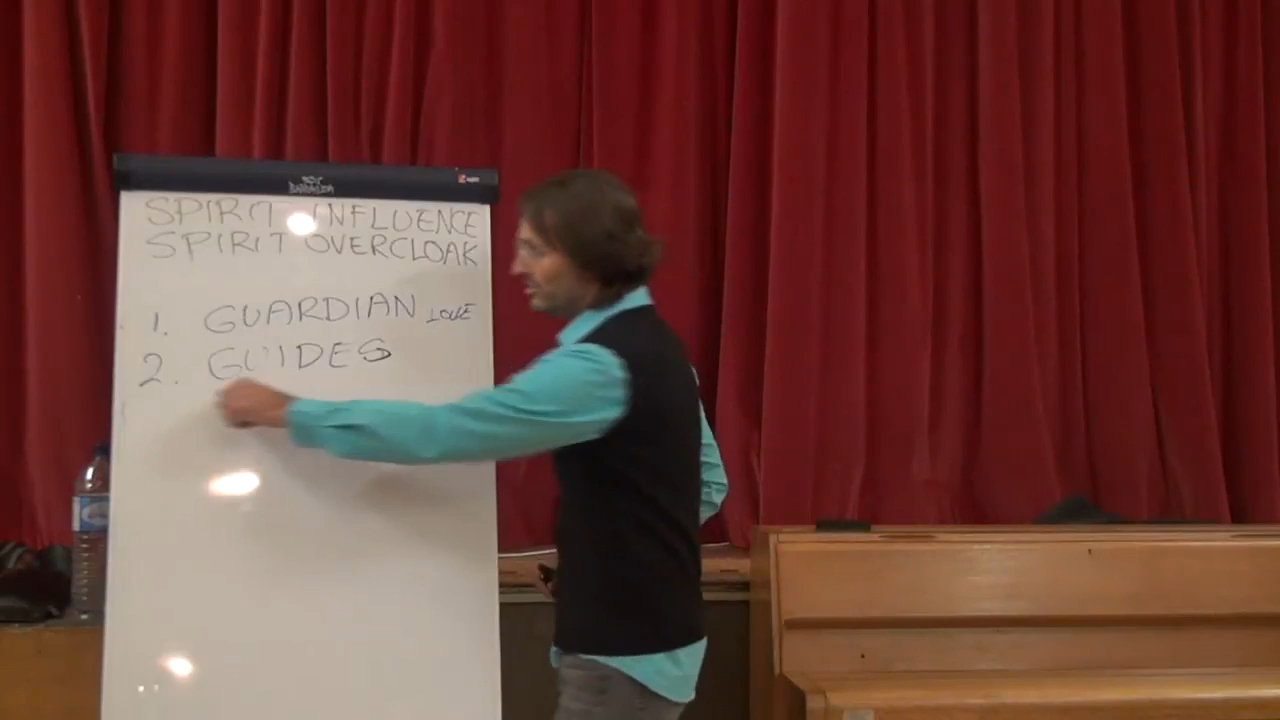 SPIRIT INFLUENCE
SPIRIT OVERCLOAK
1. GUARDIAN LOVE
2. GUIDES